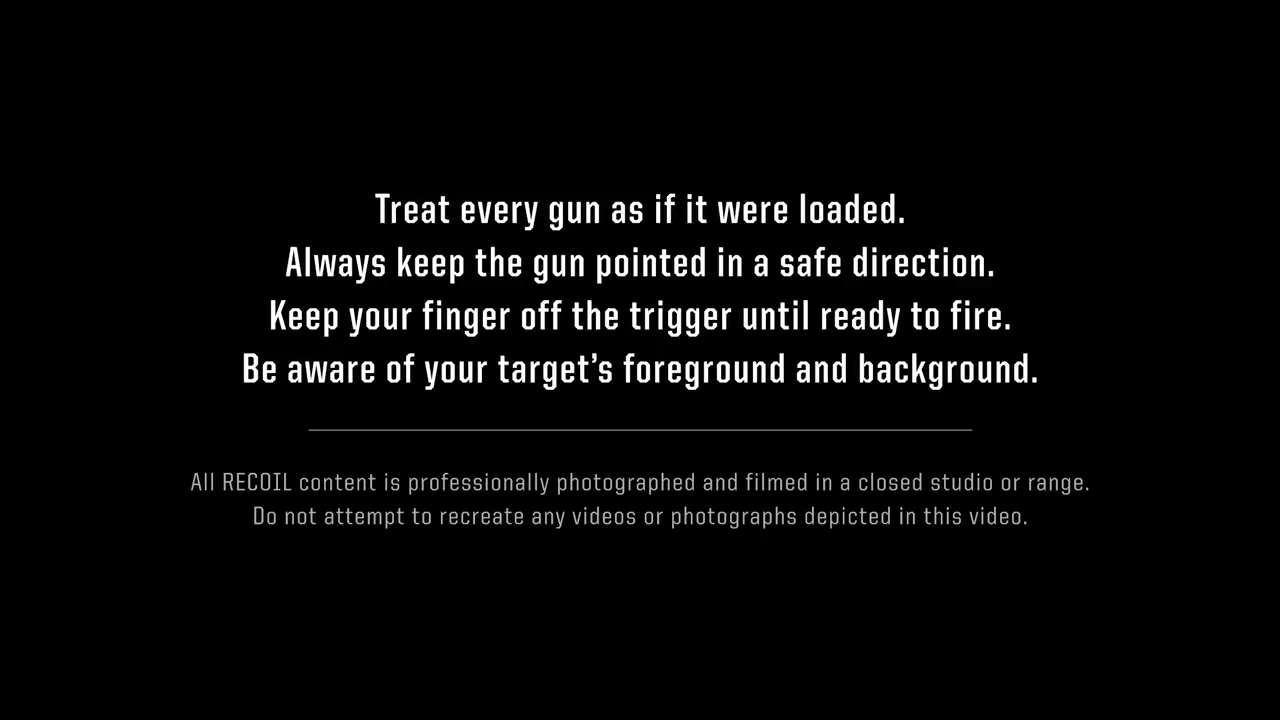 Treat every gun as if it were loaded.
Always keep the gun pointed in a safe direction.
Keep your finger off the trigger until ready to fire.
Be aware of your target’s foreground and background.
All RECOIL content is professionally photographed and filmed in a closed studio or range.
Do not attempt to recreate any videos or photographs depicted in this video.